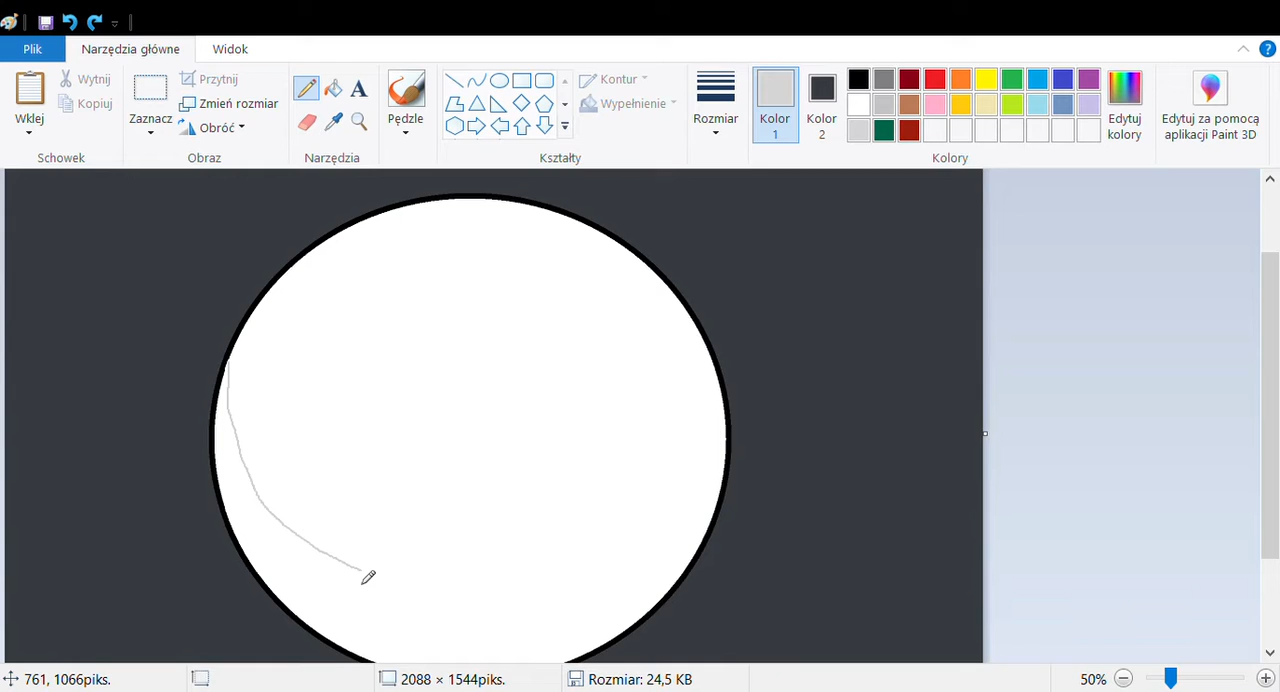 Plik Narzędzia główne Widok
Wklej
Wytnij
Kopiuj
Schowek
Zaznacz
Przytnij
Zmień rozmiar
Obróć
Obraz
A
Narzędzia
Pędzle
Kontur
Wypełnienie
Kształty
Rozmiar
Kolor
1
Kolor
2
Edytuj
kolory
Kolory
Edytuj za pomocą
aplikacji Paint 3D
?
761, 1066piks. 2088 × 1544piks. Rozmiar: 24,5 KB 50%